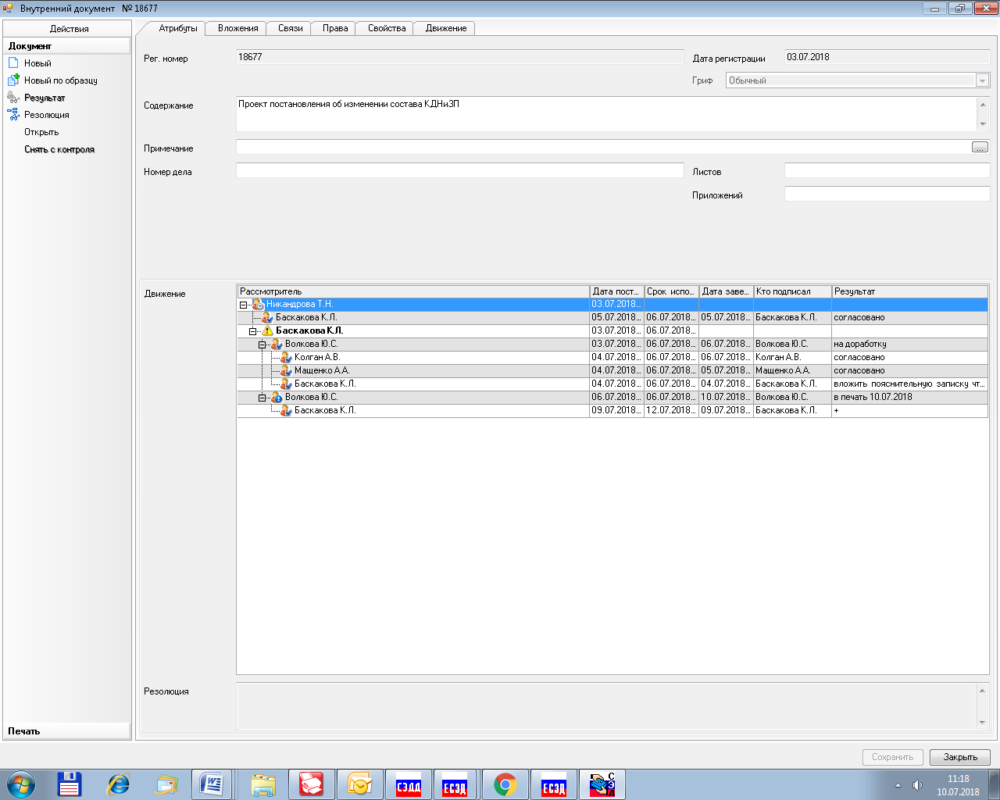 Внутренний документ № 18677
Действия
Документ
Новый
Новый по образцу
Результат
Резолюция
Открыть
Снять с контроля
Печать
Атрибуты Вложения Связи Права Свойства Движение
Рег. номер 18677 Дата регистрации 03.07.2018
Гриф Обычный
Содержание Проект постановления об изменении состава КДНиЗП
Примечание ...
Номер дела Листов
Приложений
Движение
Рассмотритель Дата пост... Срок испо... Дата заве... Кто подписал Результат
Никандрова Т.Н. 03.07.2018...
Баскакова К.Л. 05.07.2018... 06.07.2018... 05.07.2018... Баскакова К.Л. согласовано
Баскакова К.Л. 03.07.2018... 06.07.2018...
Волкова Ю.С. 03.07.2018... 06.07.2018... 06.07.2018... Волкова Ю.С. на доработку
Колган А.В. 04.07.2018... 06.07.2018... 06.07.2018... Колган А.В. согласовано
Мащенко А.А. 04.07.2018... 06.07.2018... 05.07.2018... Мащенко А.А. согласовано
Баскакова К.Л. 04.07.2018... 06.07.2018... 04.07.2018... Баскакова К.Л. вложить пояснительную записку чт...
Волкова Ю.С. 06.07.2018... 06.07.2018... 10.07.2018... Волкова Ю.С. в печать 10.07.2018
Баскакова К.Л. 09.07.2018... 12.07.2018... 09.07.2018... Баскакова К.Л. +
Резолюция
Сохранить Закрыть
СЭДД ЕСЭД ЕСЭД СЭД
11:18
10.07.2018